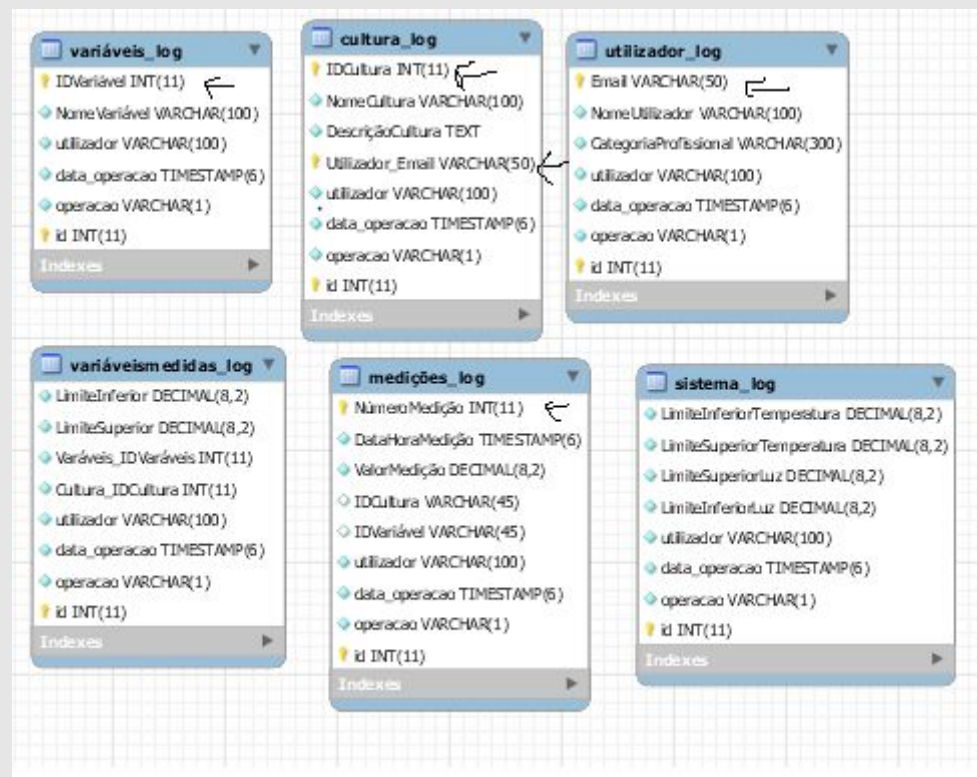 variáveis_log
IDVariável INT(11)
NomeVariável VARCHAR(100)
utilizador VARCHAR(100)
data_operacao TIMESTAMP(6)
operacao VARCHAR(1)
id INT(11)
Indexes
cultura_log
IDCultura INT(11)
NomeCultura VARCHAR(100)
DescriçãoCultura TEXT
Utilizador_Email VARCHAR(50)
utilizador VARCHAR(100)
data_operacao TIMESTAMP(6)
operacao VARCHAR(1)
id INT(11)
Indexes
utilizador_log
Email VARCHAR(50)
NomeUtilizador VARCHAR(100)
CategoriaProfissional VARCHAR(300)
utilizador VARCHAR(100)
data_operacao TIMESTAMP(6)
operacao VARCHAR(1)
id INT(11)
Indexes
variáveismedidas_log
LimiteInferior DECIMAL(8,2)
LimiteSuperior DECIMAL(8,2)
Varáveis_IDVaráveis INT(11)
Cultura_IDCultura INT(11)
utilizador VARCHAR(100)
data_operacao TIMESTAMP(6)
operacao VARCHAR(1)
id INT(11)
Indexes
medições_log
NúmeroMedição INT(11)
DataHoraMedição TIMESTAMP(6)
ValorMedição DECIMAL(8,2)
IDCultura VARCHAR(45)
IDVariável VARCHAR(45)
utilizador VARCHAR(100)
data_operacao TIMESTAMP(6)
operacao VARCHAR(1)
id INT(11)
Indexes
sistema_log
LimiteInferiorTemperatura DECIMAL(8,2)
LimiteSuperiorTemperatura DECIMAL(8,2)
LimiteSuperiorLuz DECIMAL(8,2)
LimiteInferiorLuz DECIMAL(8,2)
utilizador VARCHAR(100)
data_operacao TIMESTAMP(6)
operacao VARCHAR(1)
id INT(11)
Indexes